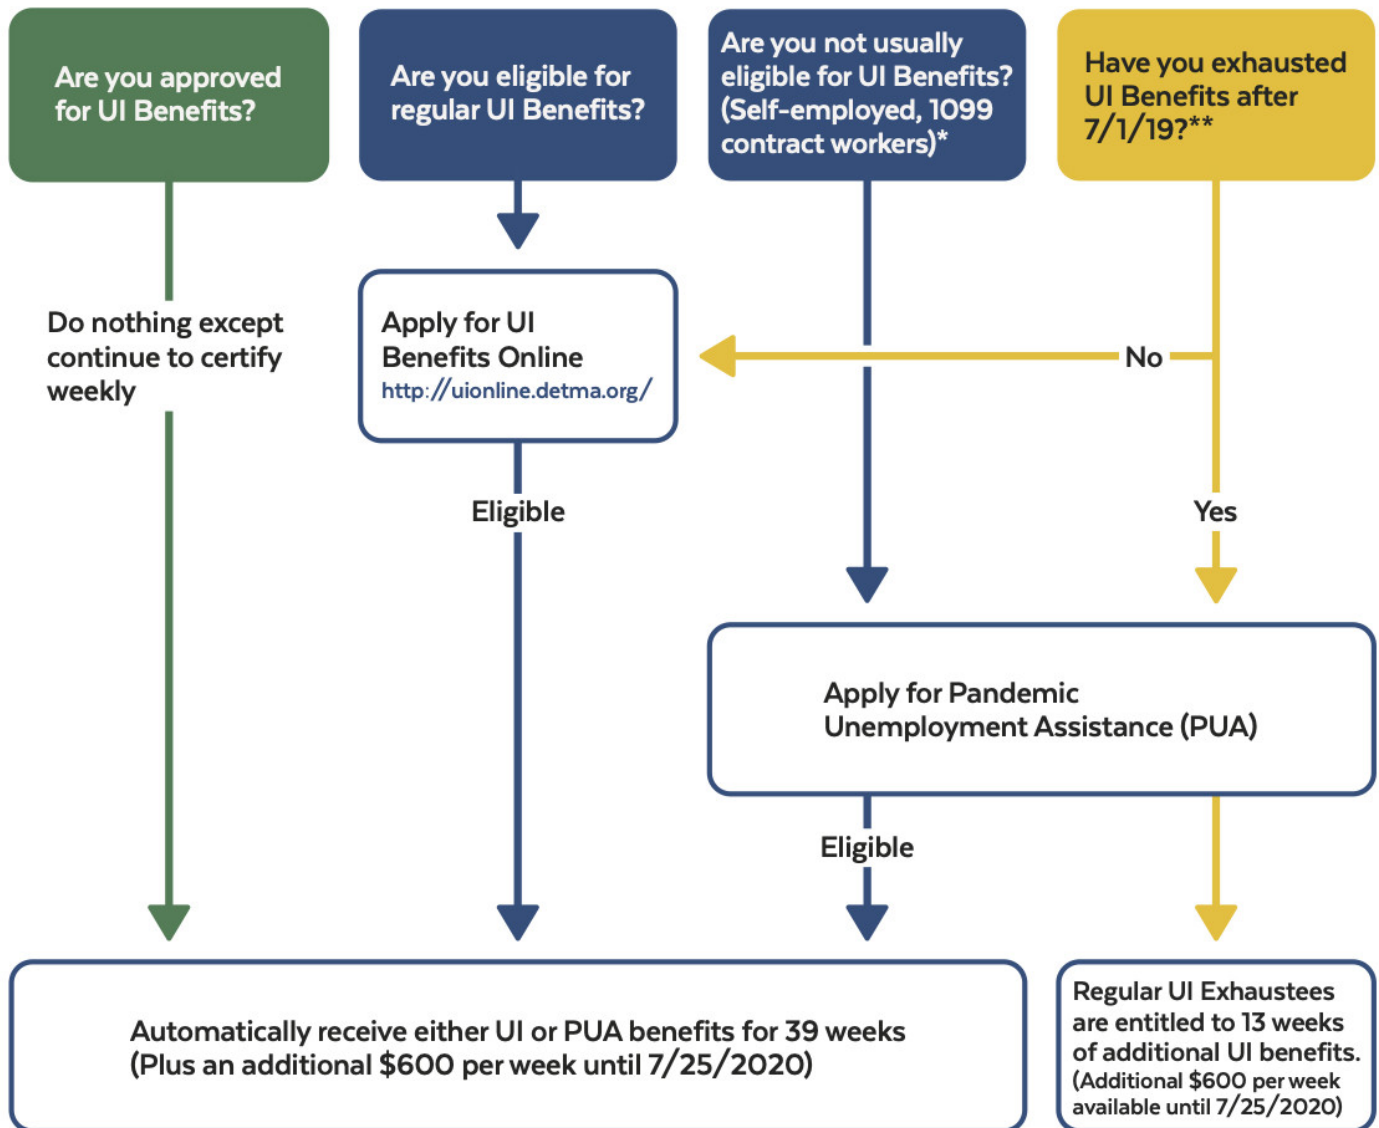 Are you approved
for UI Benefits?
Are you eligible for
regular UI Benefits?
Are you not usually
eligible for UI Benefits?
(Self-employed, 1099
contract workers)*
Have you exhausted
UI Benefits after
7/1/19?**
Do nothing except
continue to certify
weekly
Apply for UI
Benefits Online
http://uionline.detma.org/
No
Eligible
Yes
Apply for Pandemic
Unemployment Assistance (PUA)
Eligible
Automatically receive either UI or PUA benefits for 39 weeks
(Plus an additional $600 per week until 7/25/2020)
Regular UI Exhaustees
are entitled to 13 weeks
of additional UI benefits.
(Additional $600 per week
available until 7/25/2020)